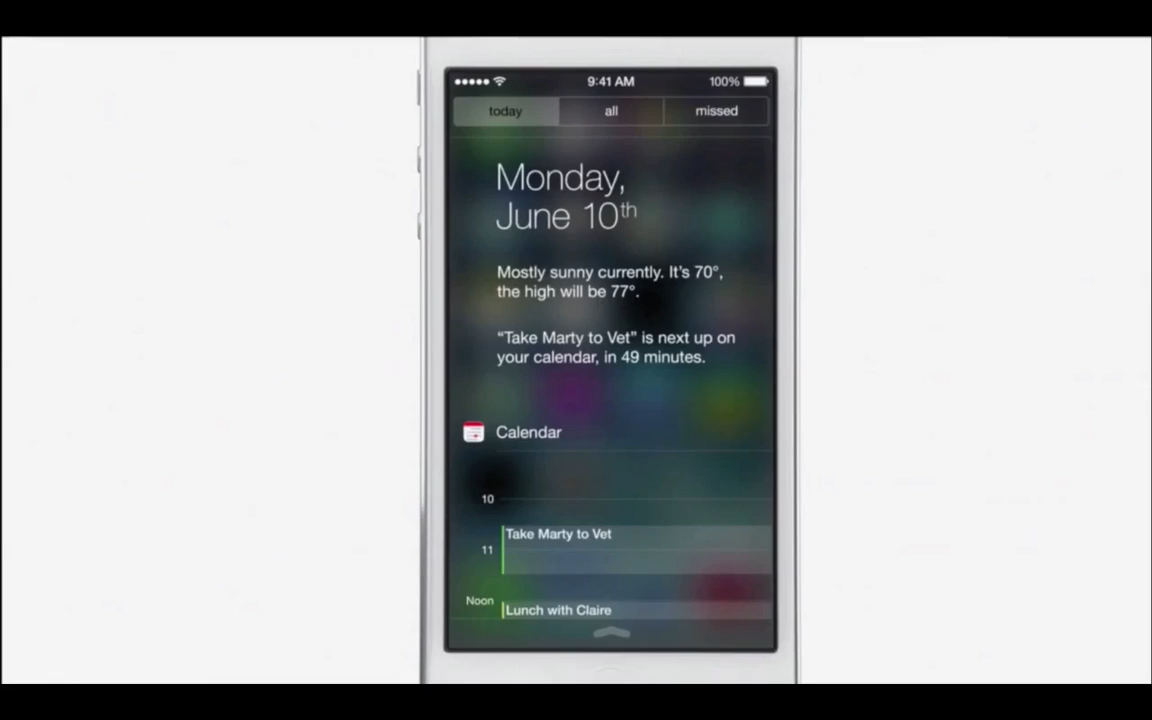 9:41 AM
100%
today
all
missed
Monday,
June 10th
Mostly sunny currently. It's 70°,
the high will be 77°.
“Take Marty to Vet” is next up on
your calendar, in 49 minutes.
Calendar
10
Take Marty to Vet
11
Noon
Lunch with Claire